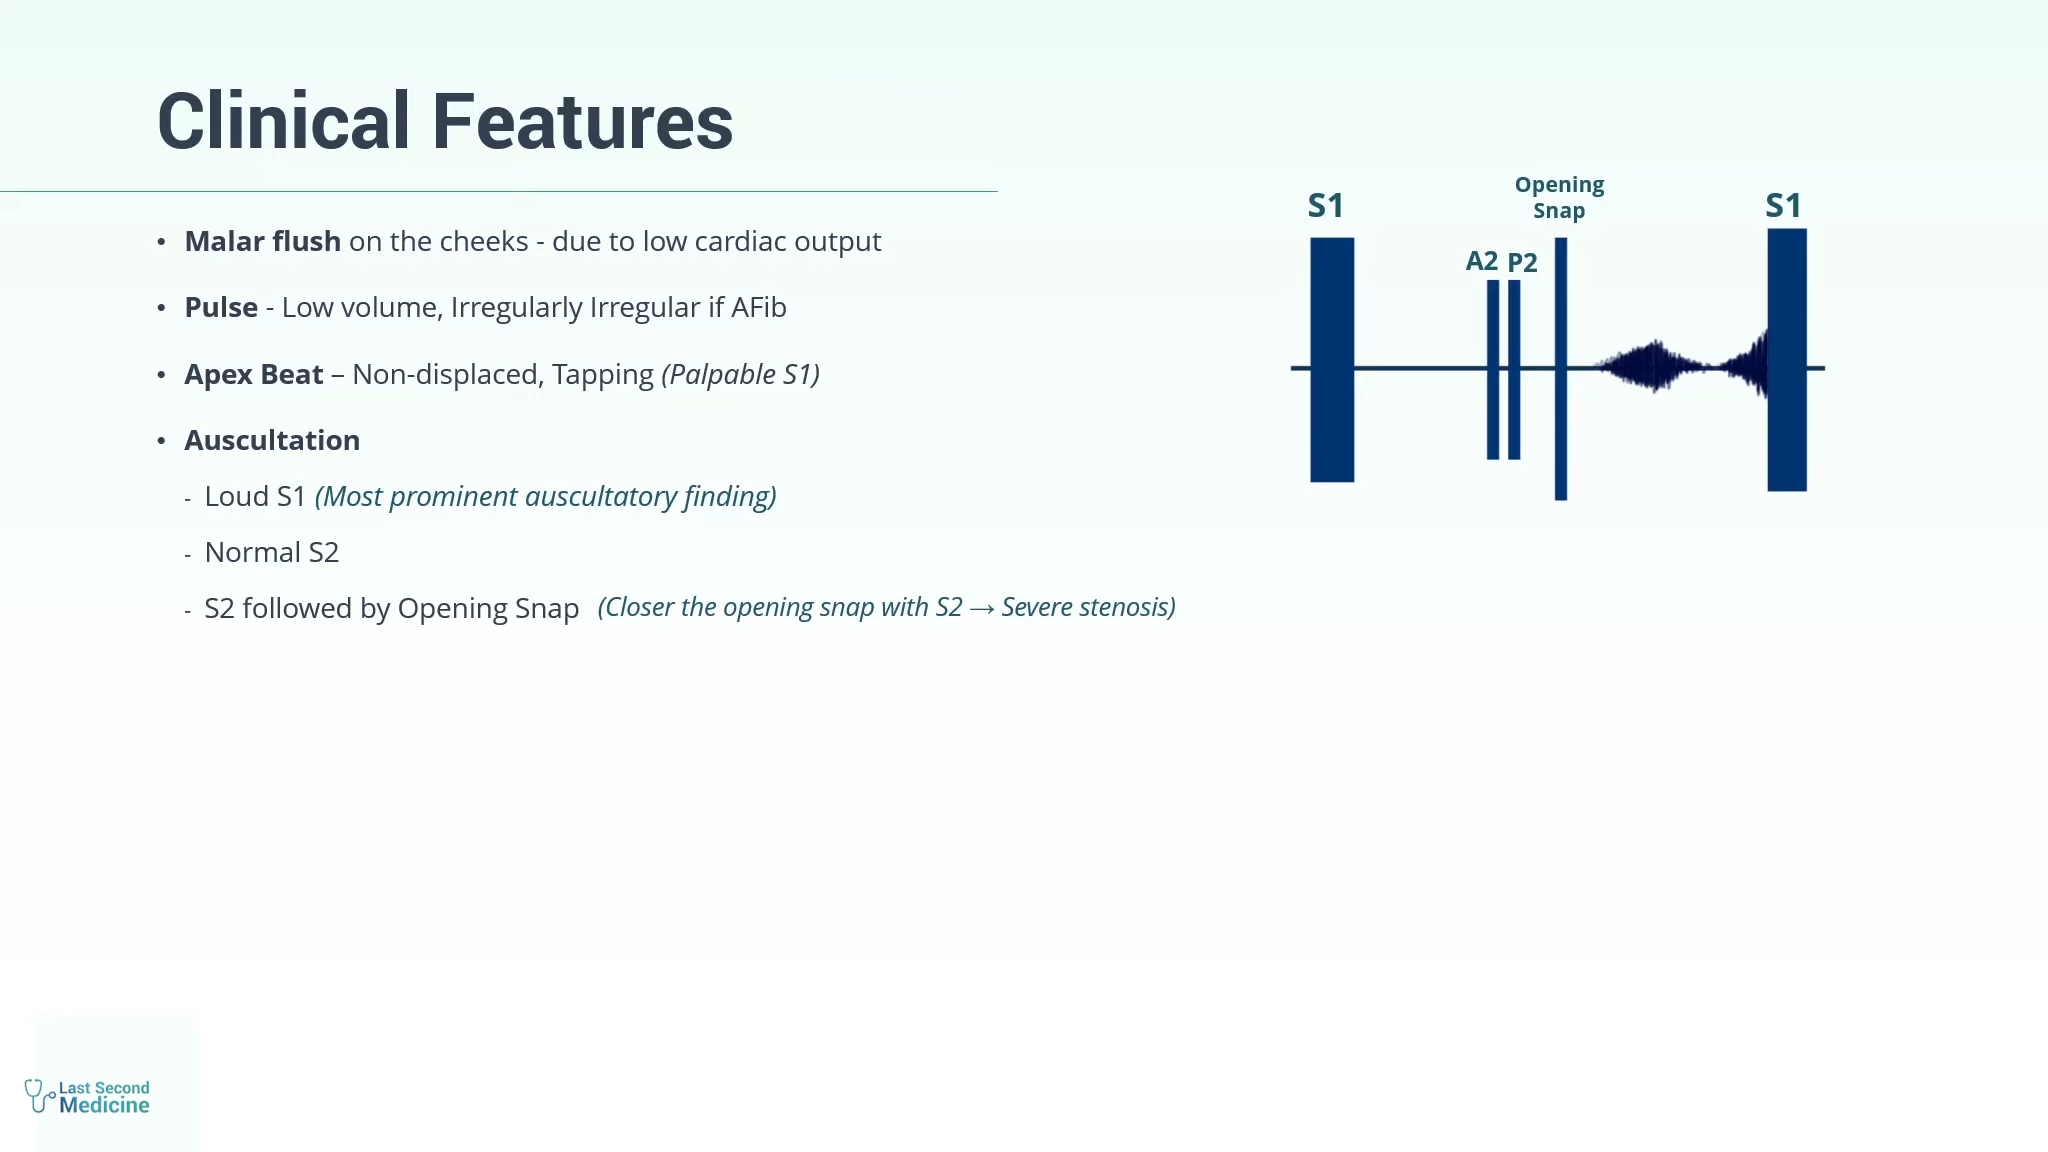 Clinical Features
• Malar flush on the cheeks - due to low cardiac output
• Pulse - Low volume, Irregularly Irregular if AFib
• Apex Beat – Non-displaced, Tapping (Palpable S1)
• Auscultation
- Loud S1 (Most prominent auscultatory finding)
- Normal S2
- S2 followed by Opening Snap (Closer the opening snap with S2 → Severe stenosis)
S1
A2 P2
Opening
Snap
S1
Last Second
Medicine